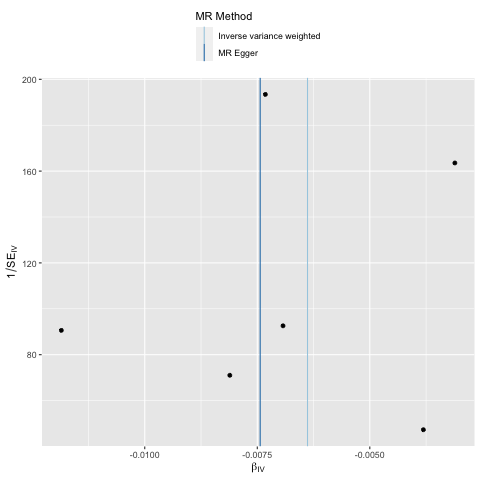 MR Method
Inverse variance weighted
MR Egger
200
160
120
80
1/SE_IV
-0.0100
-0.0075
-0.0050
β_IV